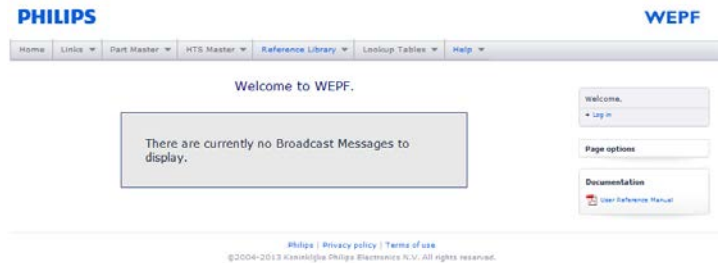 PHILIPS
WEPF
Home Links Part Master HTS Master Reference Library Lookup Tables Help
Welcome to WEPF.
There are currently no Broadcast Messages to
display.
Welcome,
Log in
Page options
Documentation
User Reference Manual
Philips | Privacy policy | Terms of use
©2004-2013 Koninklijke Philips Electronics N.V. All rights reserved.